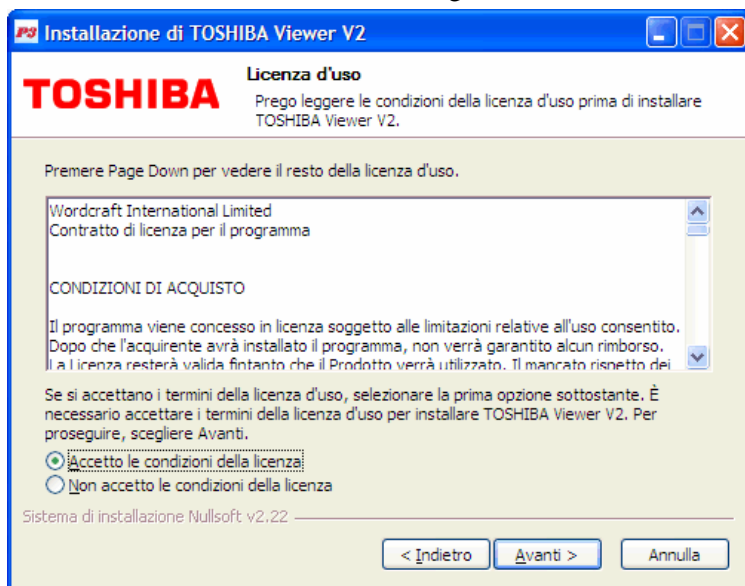 P3 Installazione di TOSHIBA Viewer V2
TOSHIBA
Licenza d'uso
Prego leggere le condizioni della licenza d'uso prima di installare
TOSHIBA Viewer V2.
Premere Page Down per vedere il resto della licenza d'uso.
Wordcraft International Limited
Contratto di licenza per il programma
CONDIZIONI DI ACQUISTO
Il programma viene concesso in licenza soggetto alle limitazioni relative all'uso consentito.
Dopo che l'acquirente avrà installato il programma, non verrà garantito alcun rimborso.
La Licenza resterà valida fintanto che il Prodotto verrà utilizzato. Il mancato rispetto dei
Se si accettano i termini della licenza d'uso, selezionare la prima opzione sottostante. È
necessario accettare i termini della licenza d'uso per installare TOSHIBA Viewer V2. Per
proseguire, scegliere Avanti.
Accetto le condizioni della licenza
Non accetto le condizioni della licenza
Sistema di installazione Nullsoft v2.22
< Indietro Avanti > Annulla